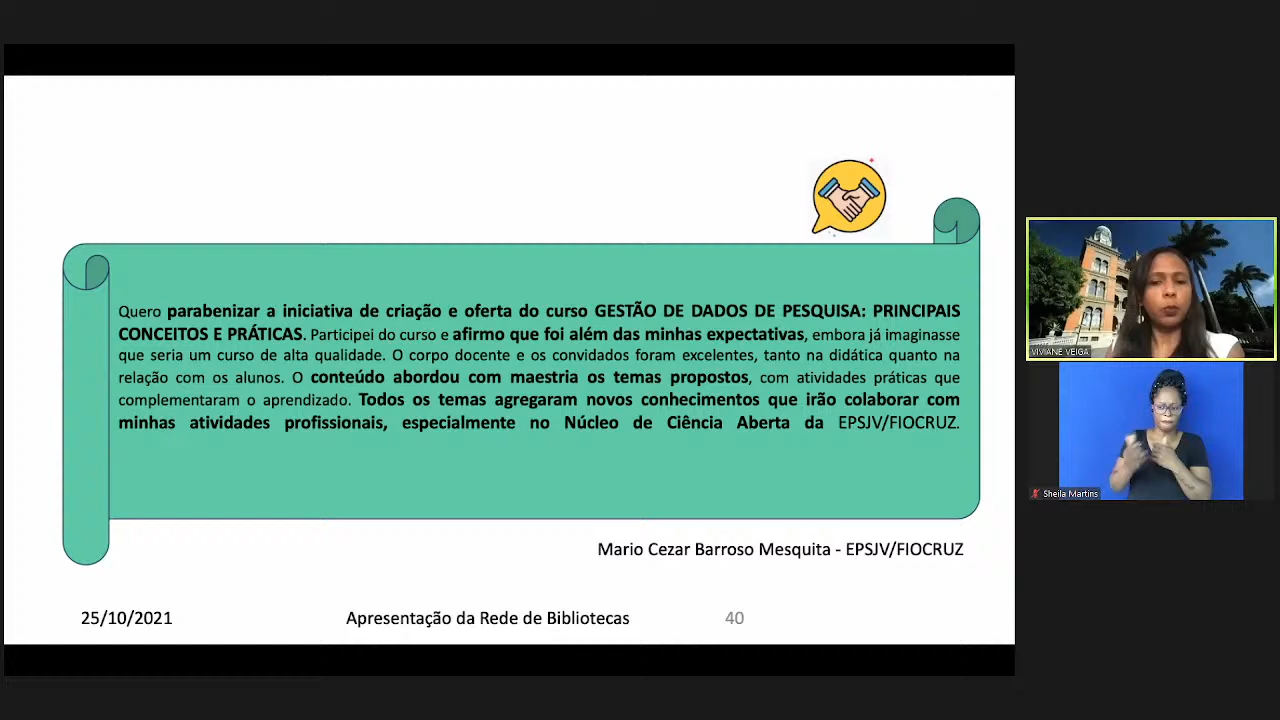 Quero parabenizar a iniciativa de criação e oferta do curso GESTÃO DE DADOS DE PESQUISA: PRINCIPAIS
CONCEITOS E PRÁTICAS. Participei do curso e afirmo que foi além das minhas expectativas, embora já imaginasse
que seria um curso de alta qualidade. O corpo docente e os convidados foram excelentes, tanto na didática quanto na
relação com os alunos. O conteúdo abordou com maestria os temas propostos, com atividades práticas que
complementaram o aprendizado. Todos os temas agregaram novos conhecimentos que irão colaborar com
minhas atividades profissionais, especialmente no Núcleo de Ciência Aberta da EPSJV/FIOCRUZ.
Mario Cezar Barroso Mesquita - EPSJV/FIOCRUZ
25/10/2021 Apresentação da Rede de Bibliotecas 40
VIVIANE VEIGA
Sheila Martins